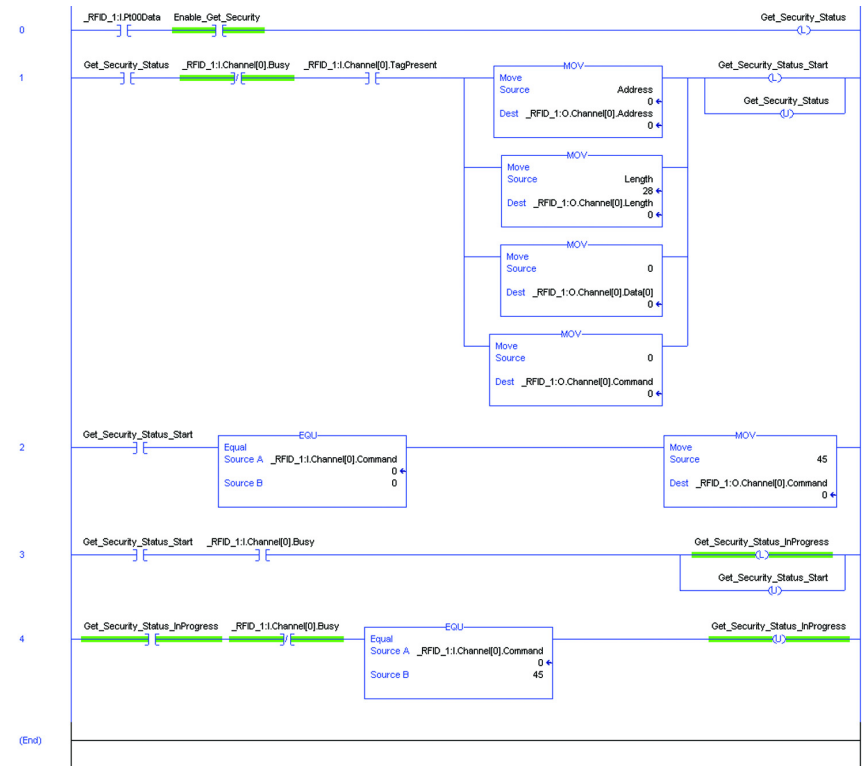 _RFID_1:I.Pt00Data Enable_Get_Security Get_Security_Status
0
Get_Security_Status _RFID_1:I.Channel[0].Busy _RFID_1:I.Channel[0].TagPresent MOV Get_Security_Status_Start
1
Move
Source Address
0
Dest _RFID_1:O.Channel[0].Address
0
L
Get_Security_Status
U
MOV
Move
Source Length
28
Dest _RFID_1:O.Channel[0].Length
0
MOV
Move
Source 0
Dest _RFID_1:O.Channel[0].Data[0]
0
MOV
Move
Source 0
Dest _RFID_1:O.Channel[0].Command
0
Get_Security_Status_Start EQU MOV
2
Equal
Source A _RFID_1:I.Channel[0].Command
0
Source B 0
Move
Source 45
Dest _RFID_1:O.Channel[0].Command
0
Get_Security_Status_Start _RFID_1:I.Channel[0].Busy Get_Security_Status_InProgress
3 L
Get_Security_Status_Start
U
Get_Security_Status_InProgress _RFID_1:I.Channel[0].Busy EQU Get_Security_Status_InProgress
4 U
Equal
Source A _RFID_1:I.Channel[0].Command
0
Source B 45
(End)